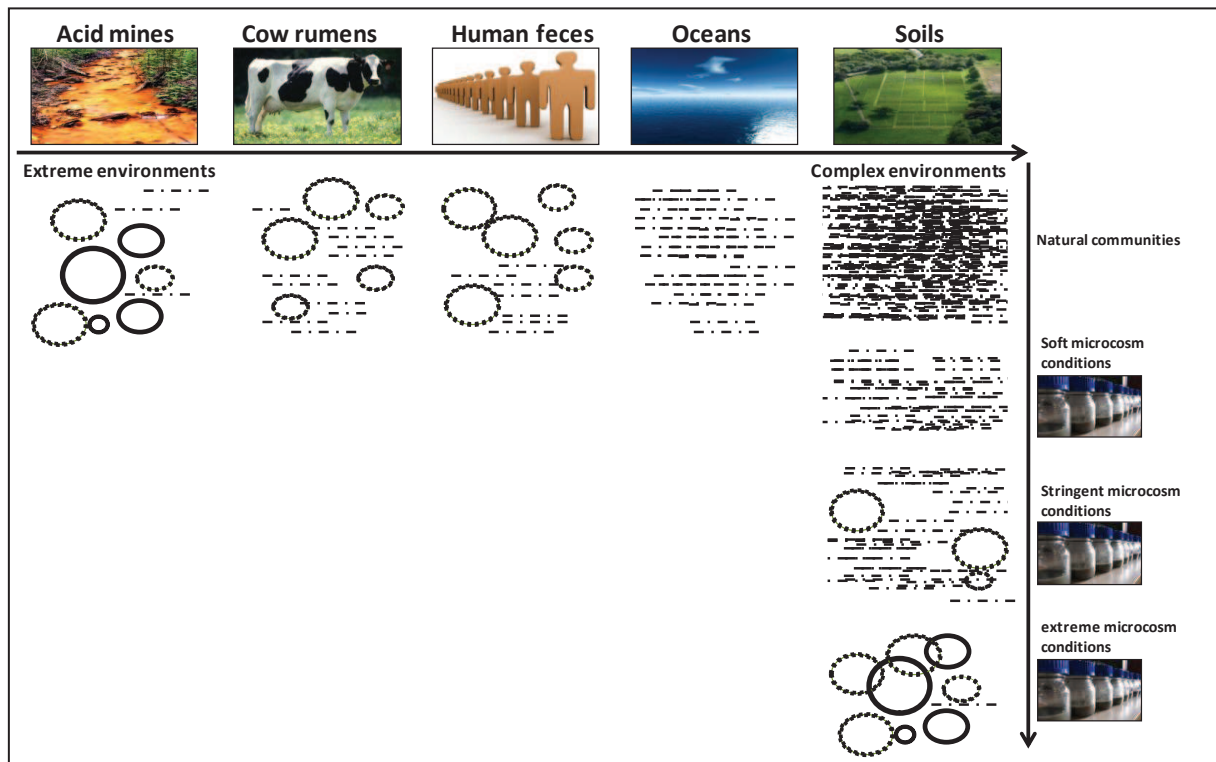 Acid mines
Cow rumens
Human feces
Oceans
Soils
Extreme environments
Complex environments
Natural communities
Soft microcosm
conditions
Stringent microcosm
conditions
extreme microcosm
conditions